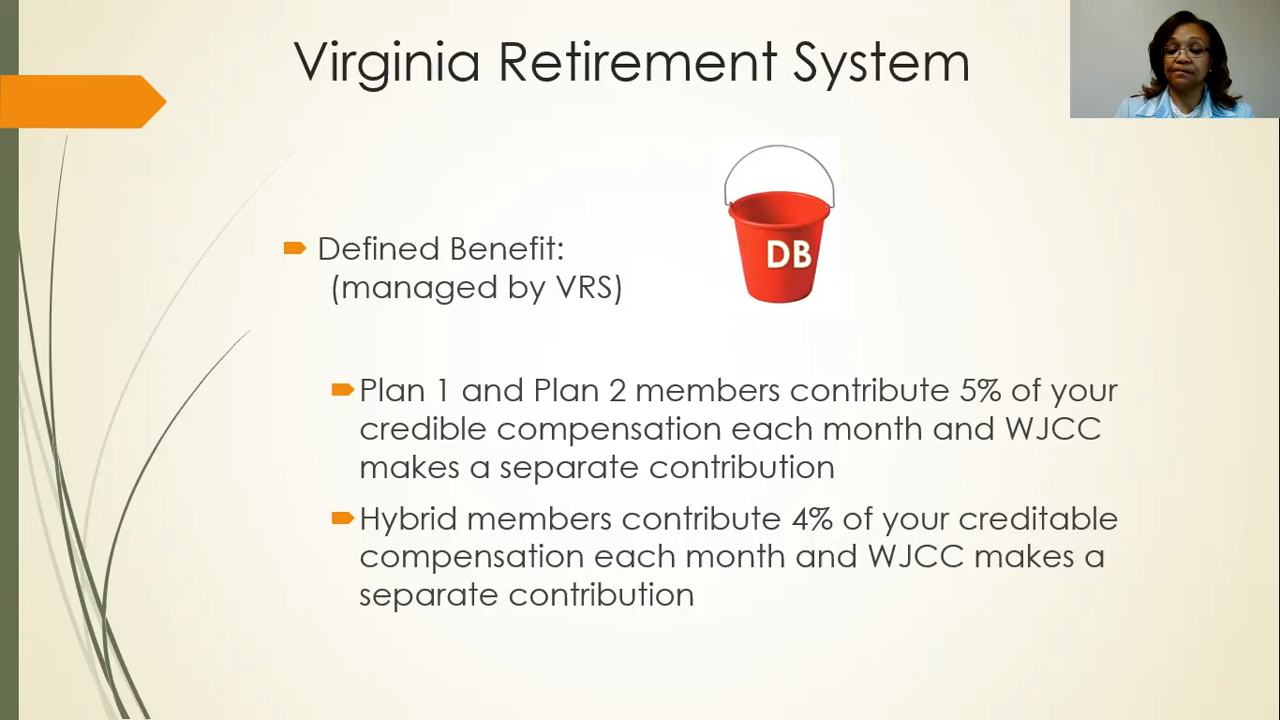 Virginia Retirement System
DB
Defined Benefit:
(managed by VRS)
Plan 1 and Plan 2 members contribute 5% of your
credible compensation each month and WJCC
makes a separate contribution
Hybrid members contribute 4% of your creditable
compensation each month and WJCC makes a
separate contribution